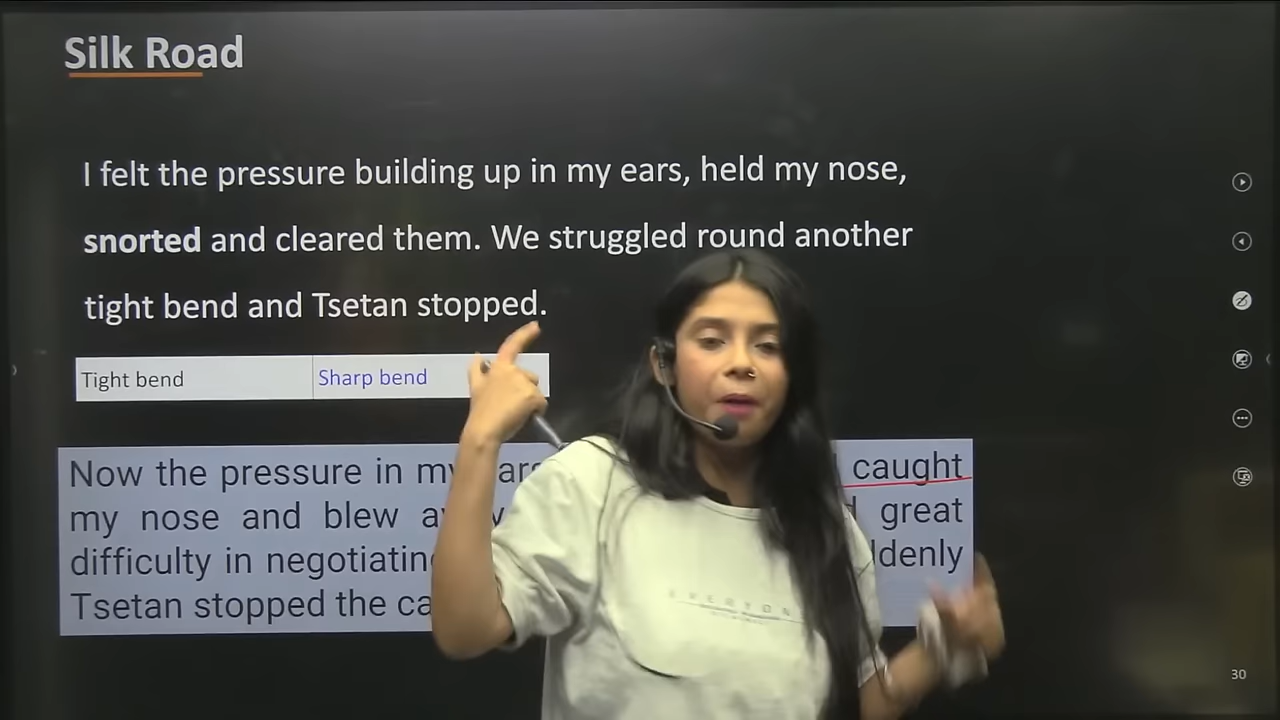 Silk Road
I felt the pressure building up in my ears, held my nose,
snorted and cleared them. We struggled round another
tight bend and Tsetan stopped.
Tight bend Sharp bend
Now the pressure in my caught
my nose and blew great
difficulty in
Tsetan stopped the
EVERYON
30